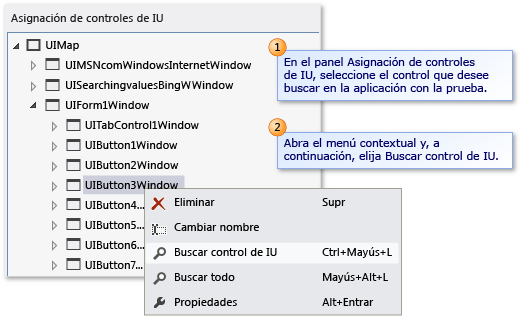 Asignación de controles de IU
UIMap
UIMSNcomWindowsInternetWindow
UISearchingvaluesBingWWindow
UIForm1Window
UITabControl1Window
UIButton1Window
UIButton2Window
UIButton3Window
UIButton4...
UIButton5...
UIButton6...
UIButton7...
1
En el panel Asignación de controles
de IU, seleccione el control que desee
buscar en la aplicación con la prueba.
2
Abra el menú contextual y, a
continuación, elija Buscar control de IU.
Eliminar Supr
Cambiar nombre
Buscar control de IU Ctrl+Mayús+L
Buscar todo Mayús+Alt+L
Propiedades Alt+Entrar